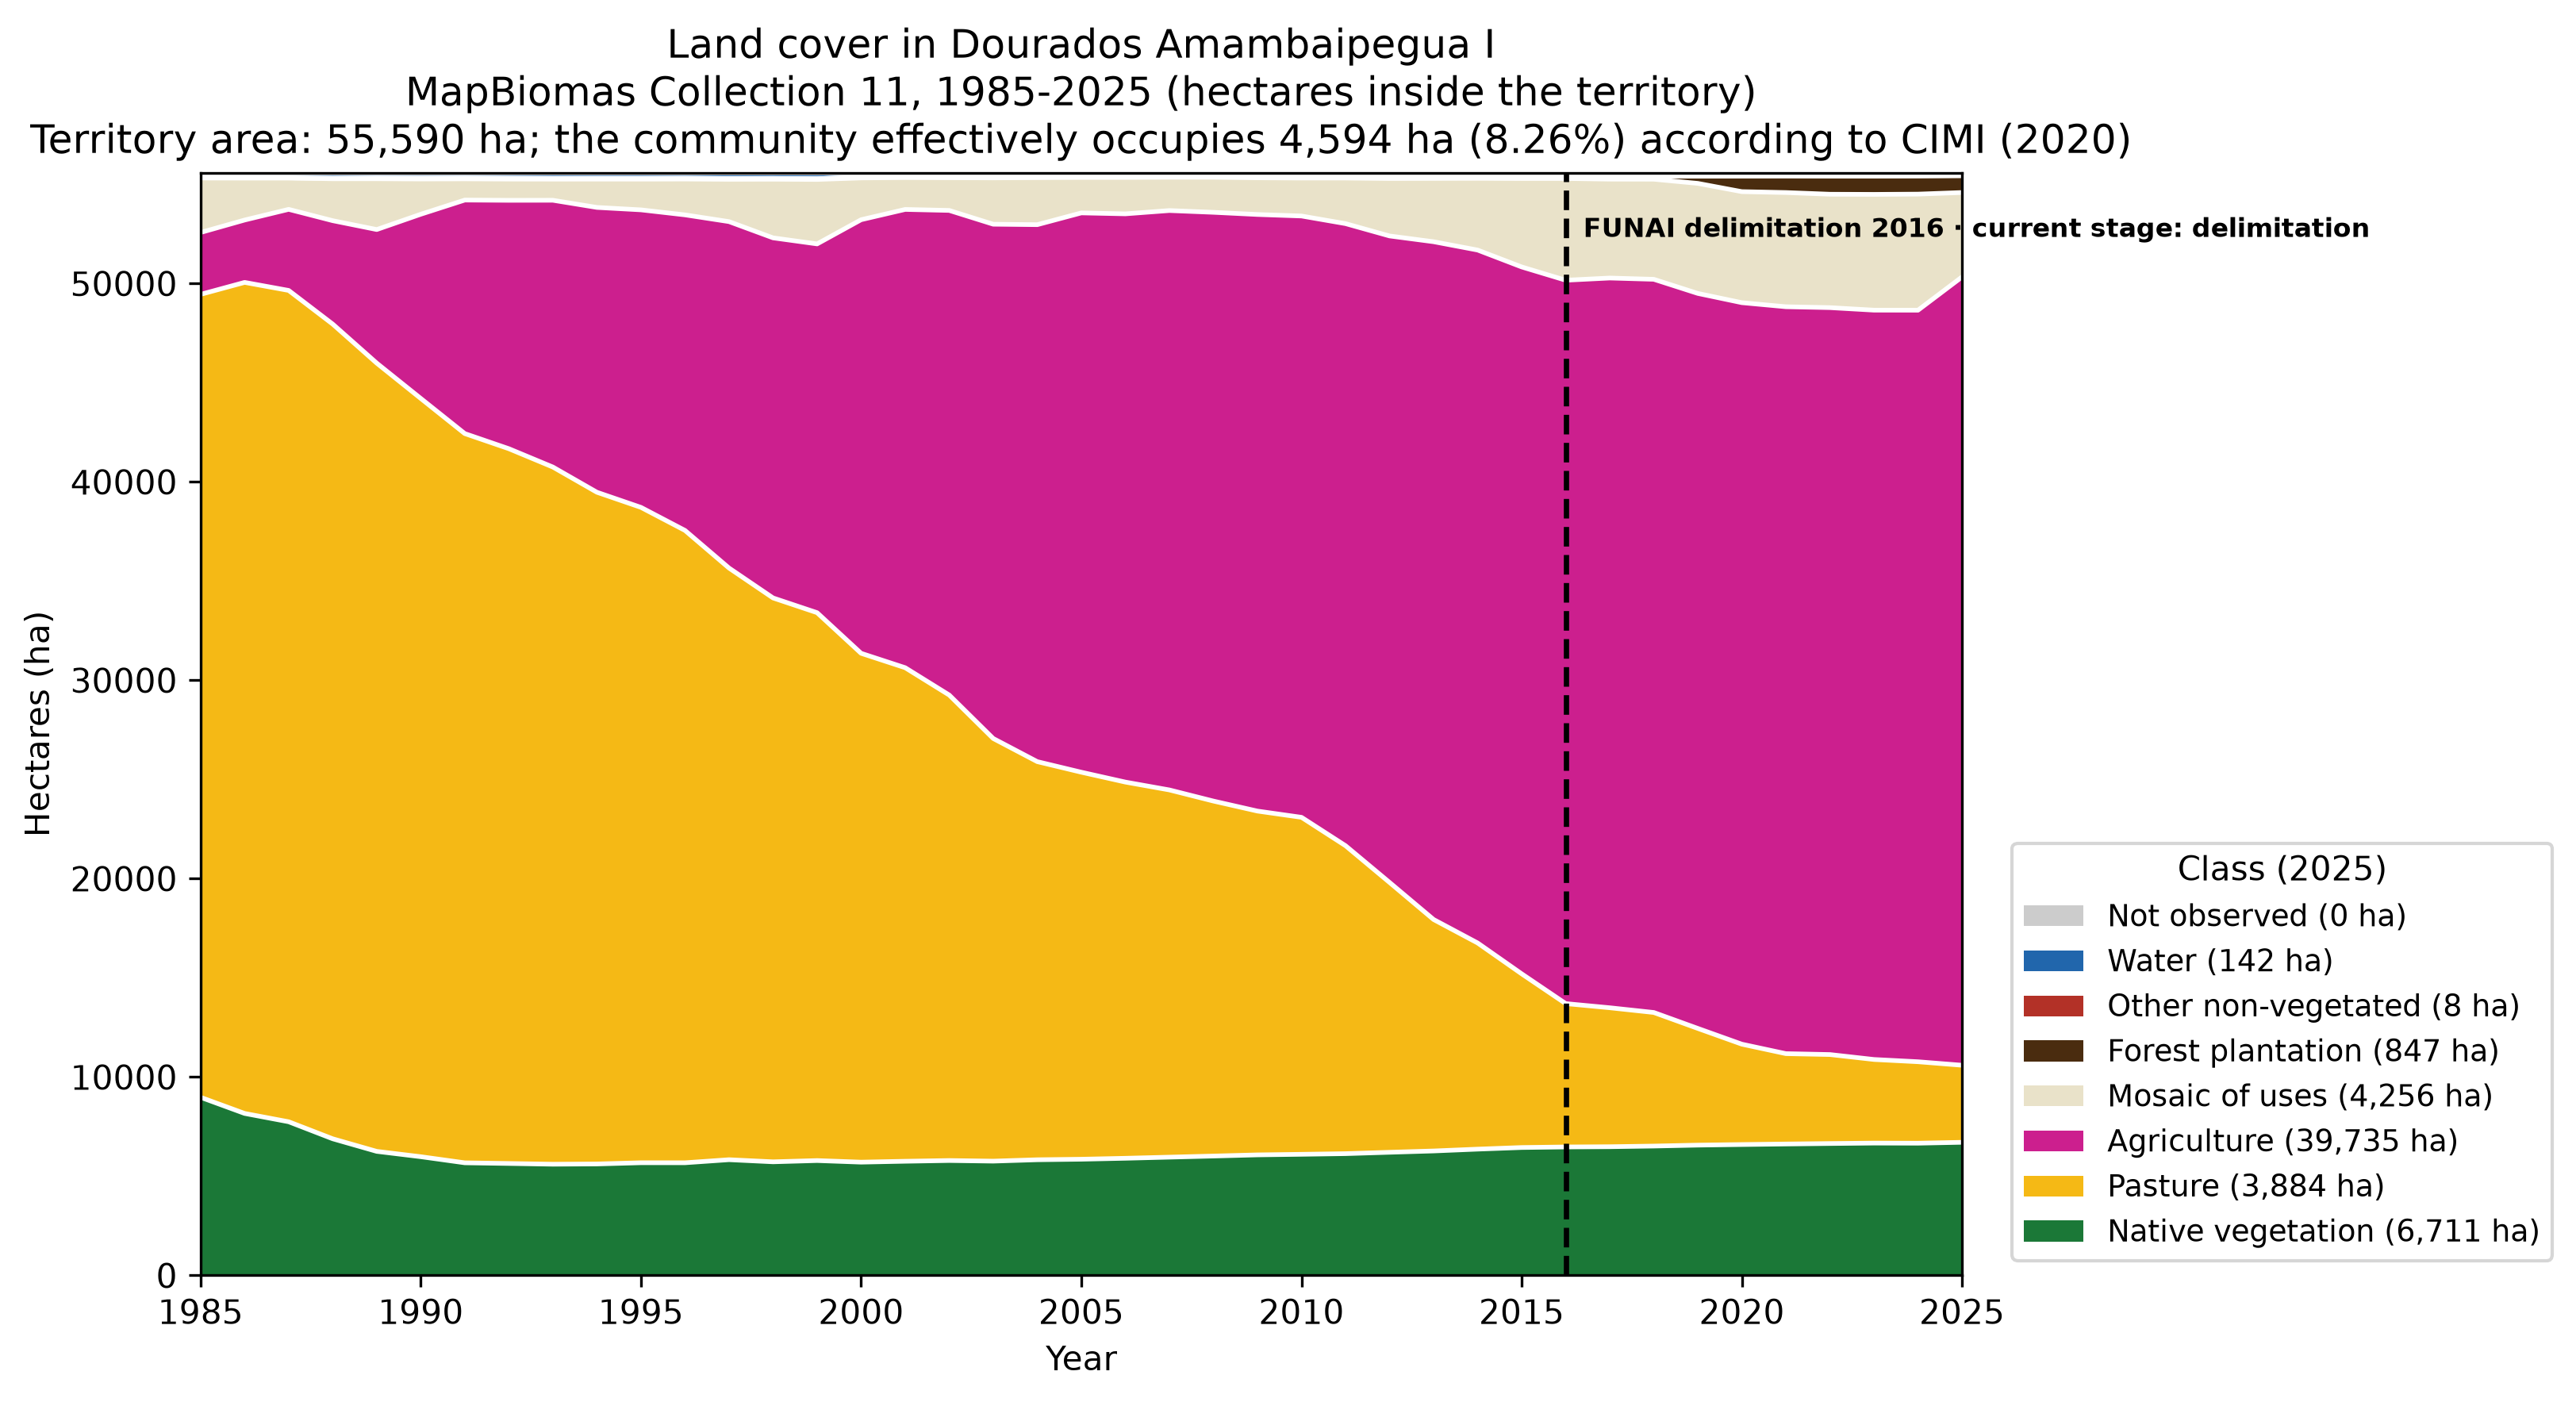 Land cover in Dourados Amambaipegua I
MapBiomas Collection 11, 1985-2025 (hectares inside the territory)
Territory area: 55,590 ha; the community effectively occupies 4,594 ha (8.26%) according to CIMI (2020)
FUNAI delimitation 2016 · current stage: delimitation
Hectares (ha)
50000
40000
30000
20000
10000
0
1985
1990
1995
2000
2005
2010
2015
2020
2025
Year
Class (2025)
Not observed (0 ha)
Water (142 ha)
Other non-vegetated (8 ha)
Forest plantation (847 ha)
Mosaic of uses (4,256 ha)
Agriculture (39,735 ha)
Pasture (3,884 ha)
Native vegetation (6,711 ha)